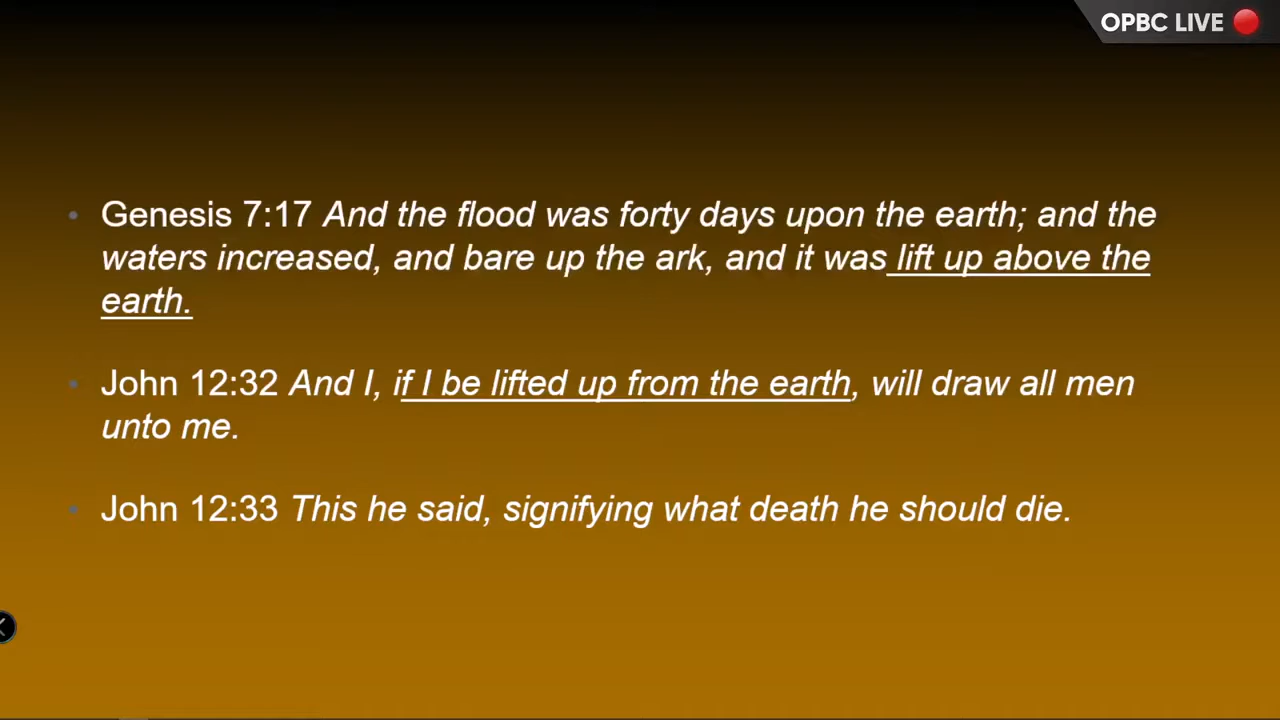 OPBC LIVE
• Genesis 7:17 And the flood was forty days upon the earth; and the
waters increased, and bare up the ark, and it was lift up above the
earth.
• John 12:32 And I, if I be lifted up from the earth, will draw all men
unto me.
• John 12:33 This he said, signifying what death he should die.